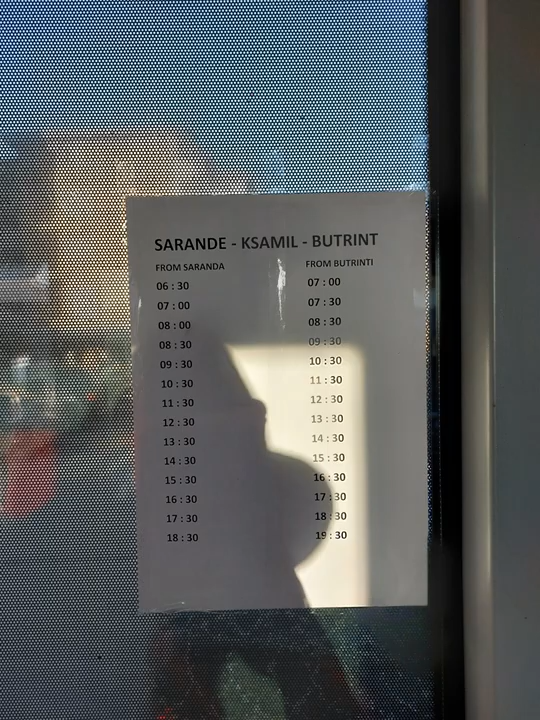 SARANDE - KSAMIL - BUTRINT
FROM SARANDA FROM BUTRINTI
06 : 30 07 : 00
07 : 00 07 : 30
08 : 00 08 : 30
08 : 30 09 : 30
09 : 30 10 : 30
10 : 30 11 : 30
11 : 30 12 : 30
12 : 30 13 : 30
13 : 30 14 : 30
14 : 30 15 : 30
15 : 30 16 : 30
16 : 30 17 : 30
17 : 30 18 : 30
18 : 30 19 : 30